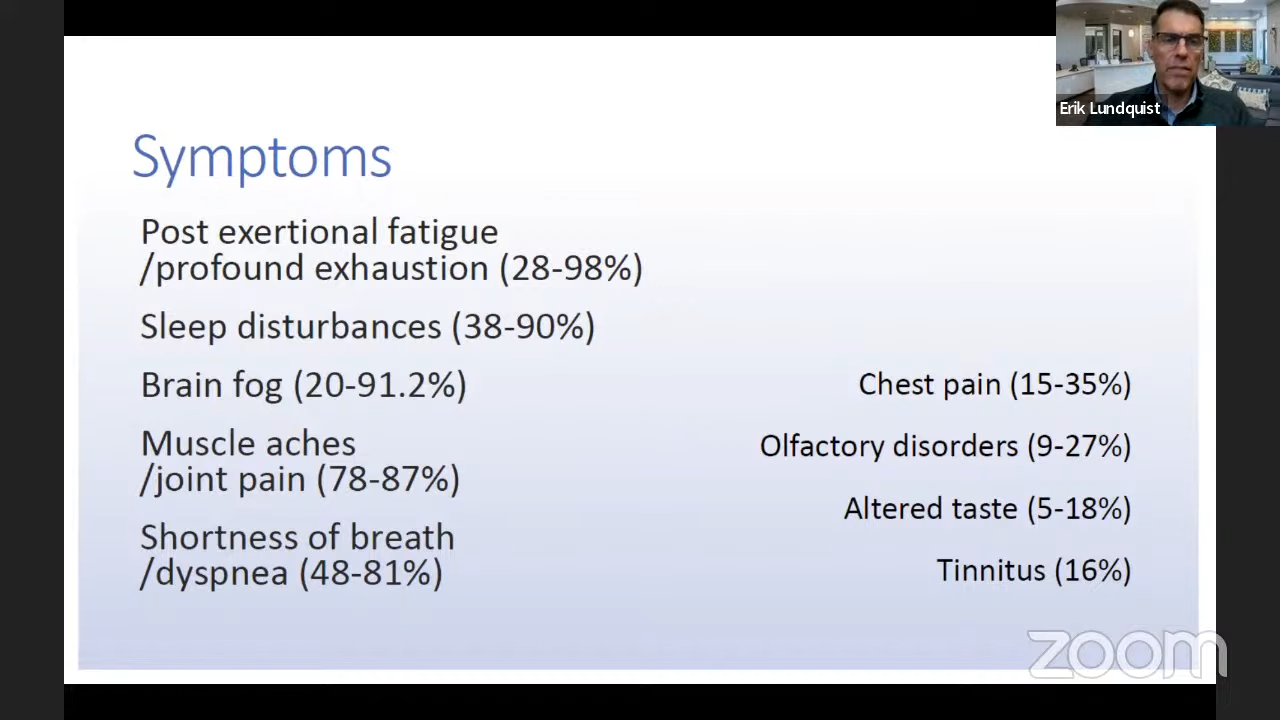 Erik Lundquist
Symptoms
Post exertional fatigue
/profound exhaustion (28-98%)
Sleep disturbances (38-90%)
Brain fog (20-91.2%)
Muscle aches
/joint pain (78-87%)
Shortness of breath
/dyspnea (48-81%)
Chest pain (15-35%)
Olfactory disorders (9-27%)
Altered taste (5-18%)
Tinnitus (16%)
zoom